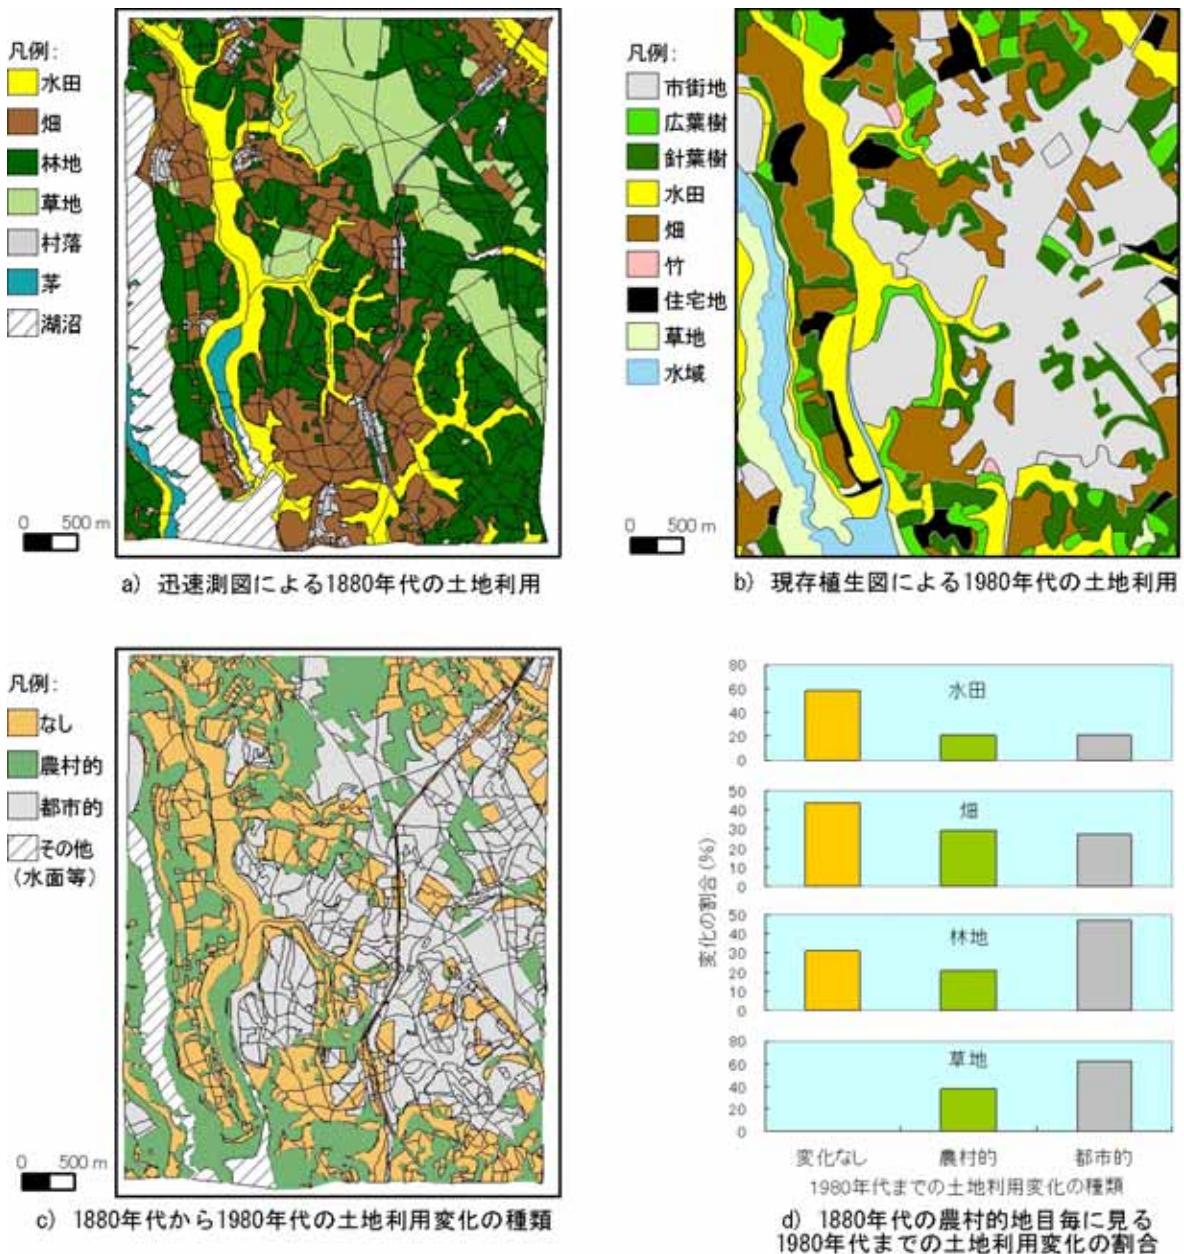 凡例:
水田
畑
林地
草地
村落
茅
湖沼
0 500 m
a) 迅速測図による1880年代の土地利用
凡例:
市街地
広葉樹
針葉樹
水田
畑
竹
住宅地
草地
水域
0 500 m
b) 現存植生図による1980年代の土地利用
凡例:
なし
農村的
都市的
その他
(水面等)
0 500 m
c) 1880年代から1980年代の土地利用変化の種類
変化の割合(%)
水田
80
60
40
20
0
畑
50
40
30
20
10
0
林地
50
40
30
20
10
0
草地
80
60
40
20
0
変化なし 農村的 都市的
1980年代までの土地利用変化の種類
d) 1880年代の農村的地目毎に見る
1980年代までの土地利用変化の割合